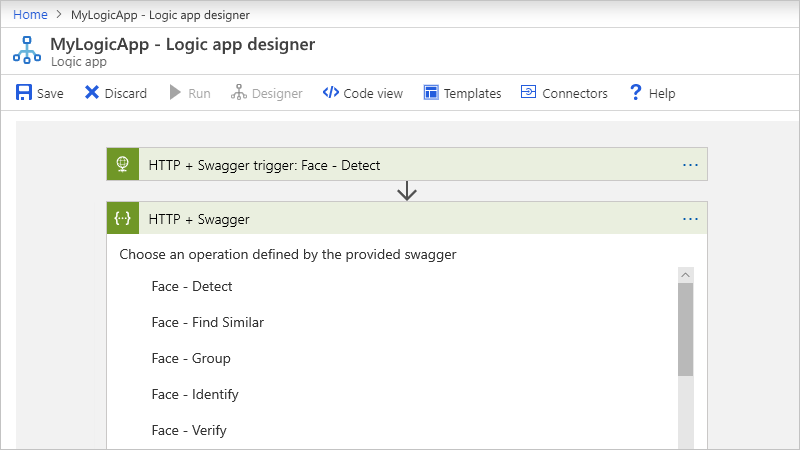 Home > MyLogicApp - Logic app designer
MyLogicApp - Logic app designer
Logic app
Save Discard Run Designer Code view Templates Connectors Help
HTTP + Swagger trigger: Face - Detect ...
HTTP + Swagger ...
Choose an operation defined by the provided swagger
Face - Detect
Face - Find Similar
Face - Group
Face - Identify
Face - Verify